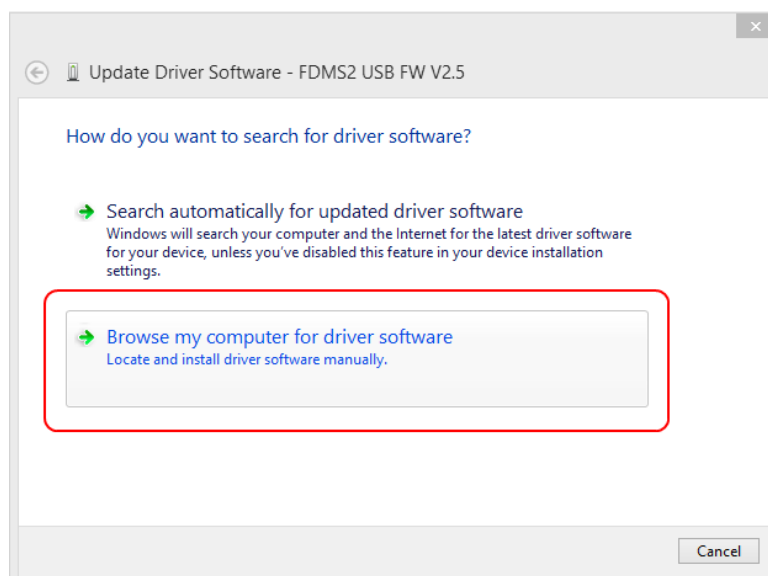 Update Driver Software - FDMS2 USB FW V2.5
How do you want to search for driver software?
Search automatically for updated driver software
Windows will search your computer and the Internet for the latest driver software
for your device, unless you've disabled this feature in your device installation
settings.
Browse my computer for driver software
Locate and install driver software manually.
Cancel